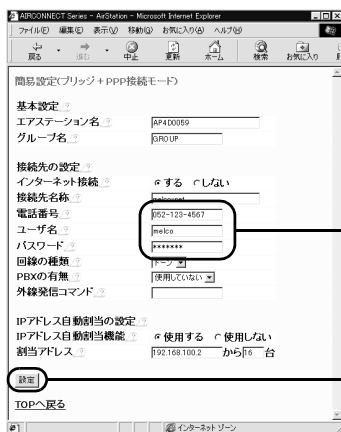 AIRCONNECT Series - AirStation - Microsoft Internet Explorer
ファイル(F) 編集(E) 表示(V) 移動(G) お気に入り(A) ヘルプ(H)
戻る 進む 中止 更新 ホーム 検索 お気に入り
簡易設定(ブリッジ+PPP接続モード)
基本設定 ?
エアステーション名 ? AP4D0059
グループ名 ? GROUP
接続先の設定 ?
インターネット接続 ? する しない
接続先名称 ?
電話番号 ? 052-123-4567
ユーザ名 ? melco
パスワード ? *******
回線の種類 ? トーン
PBXの有無 ? 使用していない
外線発信コマンド ?
IPアドレス自動割当の設定 ?
IPアドレス自動割当機能 ? 使用する 使用しない
割当アドレス ? 192.168.100.2 から 16 台
設定
TOPへ戻る
インターネット ゾーン